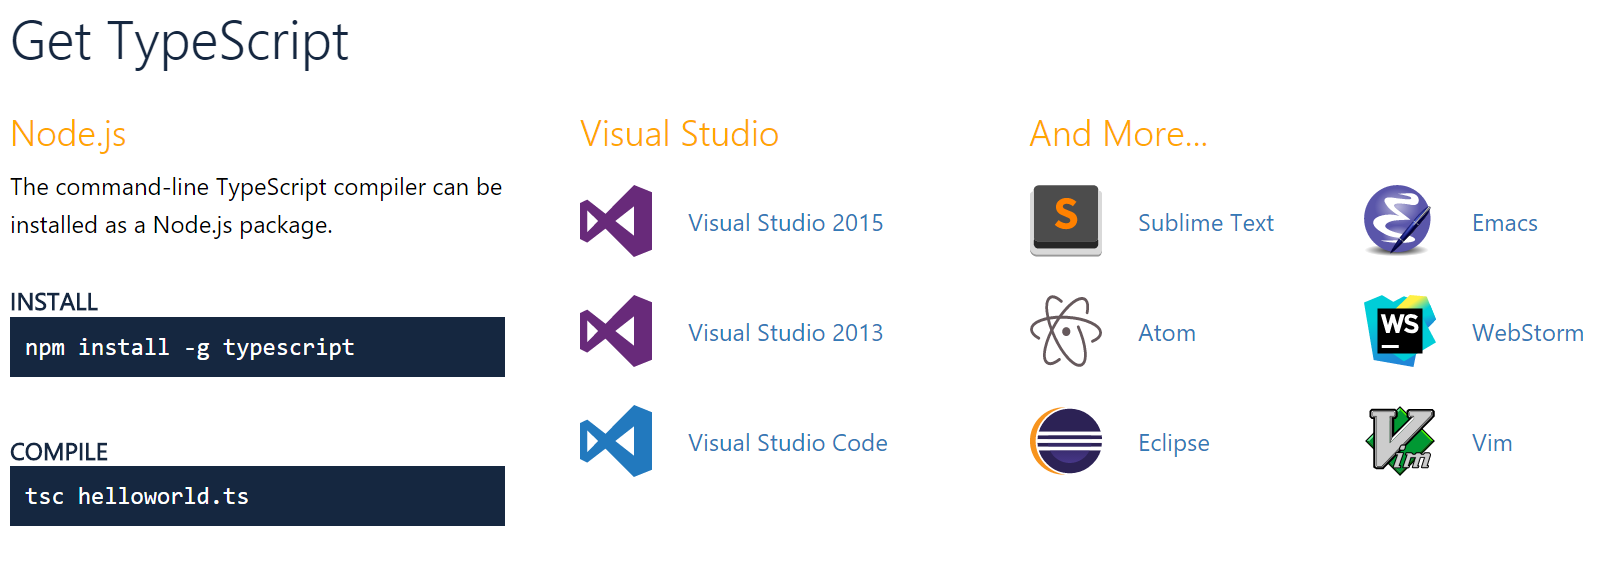 Get TypeScript
Node.js
The command-line TypeScript compiler can be
installed as a Node.js package.
INSTALL
npm install -g typescript
COMPILE
tsc helloworld.ts
Visual Studio
Visual Studio 2015
Visual Studio 2013
Visual Studio Code
And More...
S
Sublime Text
Emacs
Atom
WS
WebStorm
Eclipse
Vim
Vim